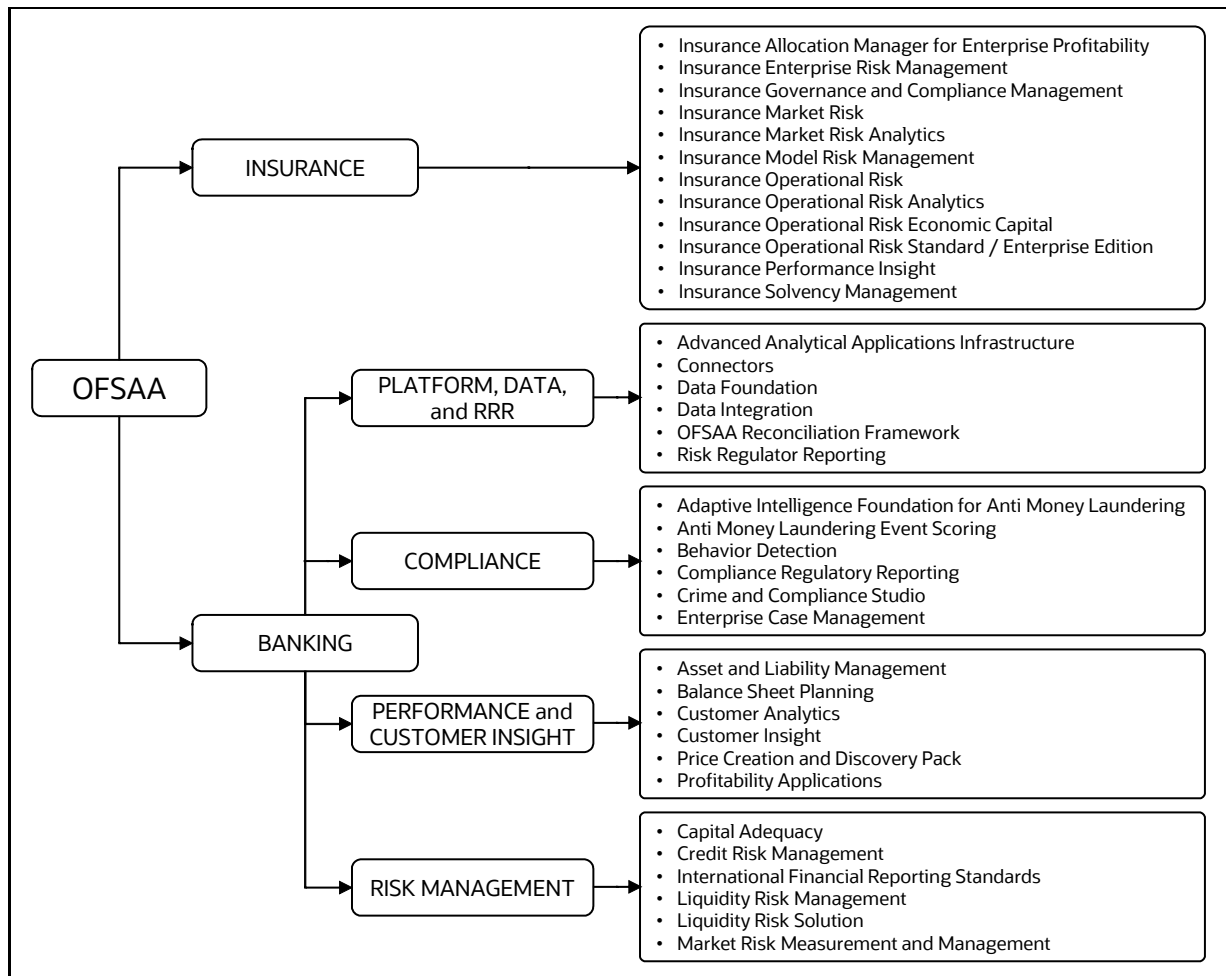 OFSAA
INSURANCE
• Insurance Allocation Manager for Enterprise Profitability
• Insurance Enterprise Risk Management
• Insurance Governance and Compliance Management
• Insurance Market Risk
• Insurance Market Risk Analytics
• Insurance Model Risk Management
• Insurance Operational Risk
• Insurance Operational Risk Analytics
• Insurance Operational Risk Economic Capital
• Insurance Operational Risk Standard / Enterprise Edition
• Insurance Performance Insight
• Insurance Solvency Management
BANKING
PLATFORM, DATA,
and RRR
• Advanced Analytical Applications Infrastructure
• Connectors
• Data Foundation
• Data Integration
• OFSAA Reconciliation Framework
• Risk Regulator Reporting
COMPLIANCE
• Adaptive Intelligence Foundation for Anti Money Laundering
• Anti Money Laundering Event Scoring
• Behavior Detection
• Compliance Regulatory Reporting
• Crime and Compliance Studio
• Enterprise Case Management
PERFORMANCE and
CUSTOMER INSIGHT
• Asset and Liability Management
• Balance Sheet Planning
• Customer Analytics
• Customer Insight
• Price Creation and Discovery Pack
• Profitability Applications
RISK MANAGEMENT
• Capital Adequacy
• Credit Risk Management
• International Financial Reporting Standards
• Liquidity Risk Management
• Liquidity Risk Solution
• Market Risk Measurement and Management